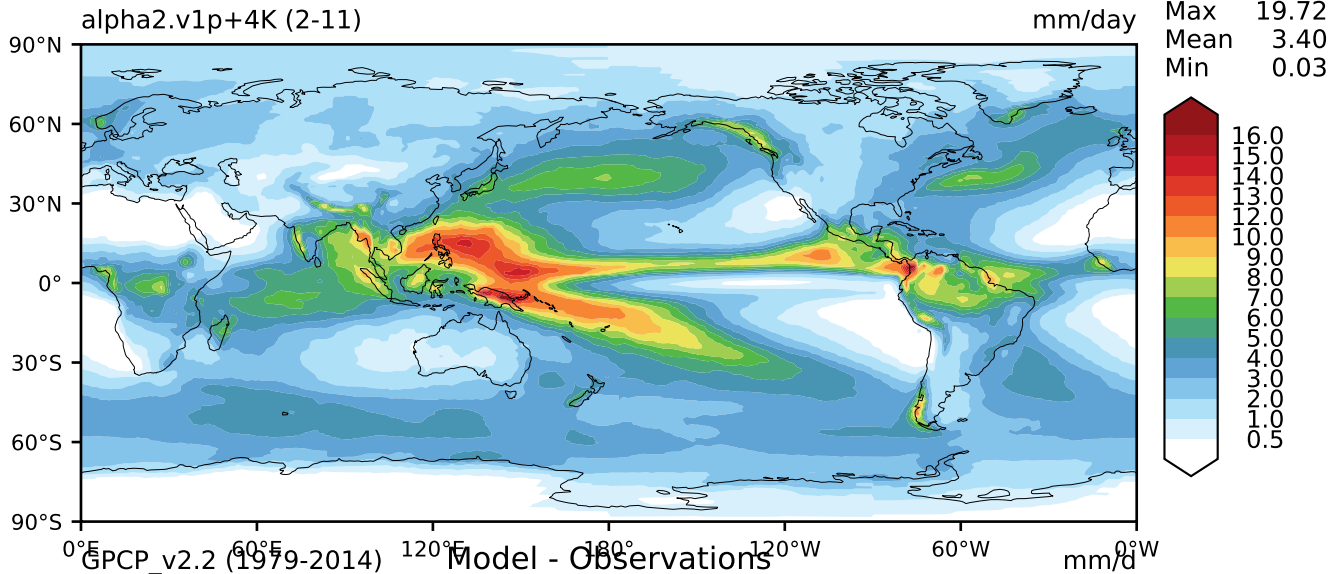 alpha2.v1p+4K (2-11) mm/day
Max 19.72
Mean 3.40
Min 0.03
90°N
60°N
30°N
0°
30°S
60°S
90°S
0°E 60°E 120°E 180° 120°W 60°W 0°W
16.0
15.0
14.0
13.0
12.0
10.0
9.0
8.0
7.0
6.0
5.0
4.0
3.0
2.0
1.0
0.5
GPCP_v2.2 (1979-2014) Model - Observations mm/d